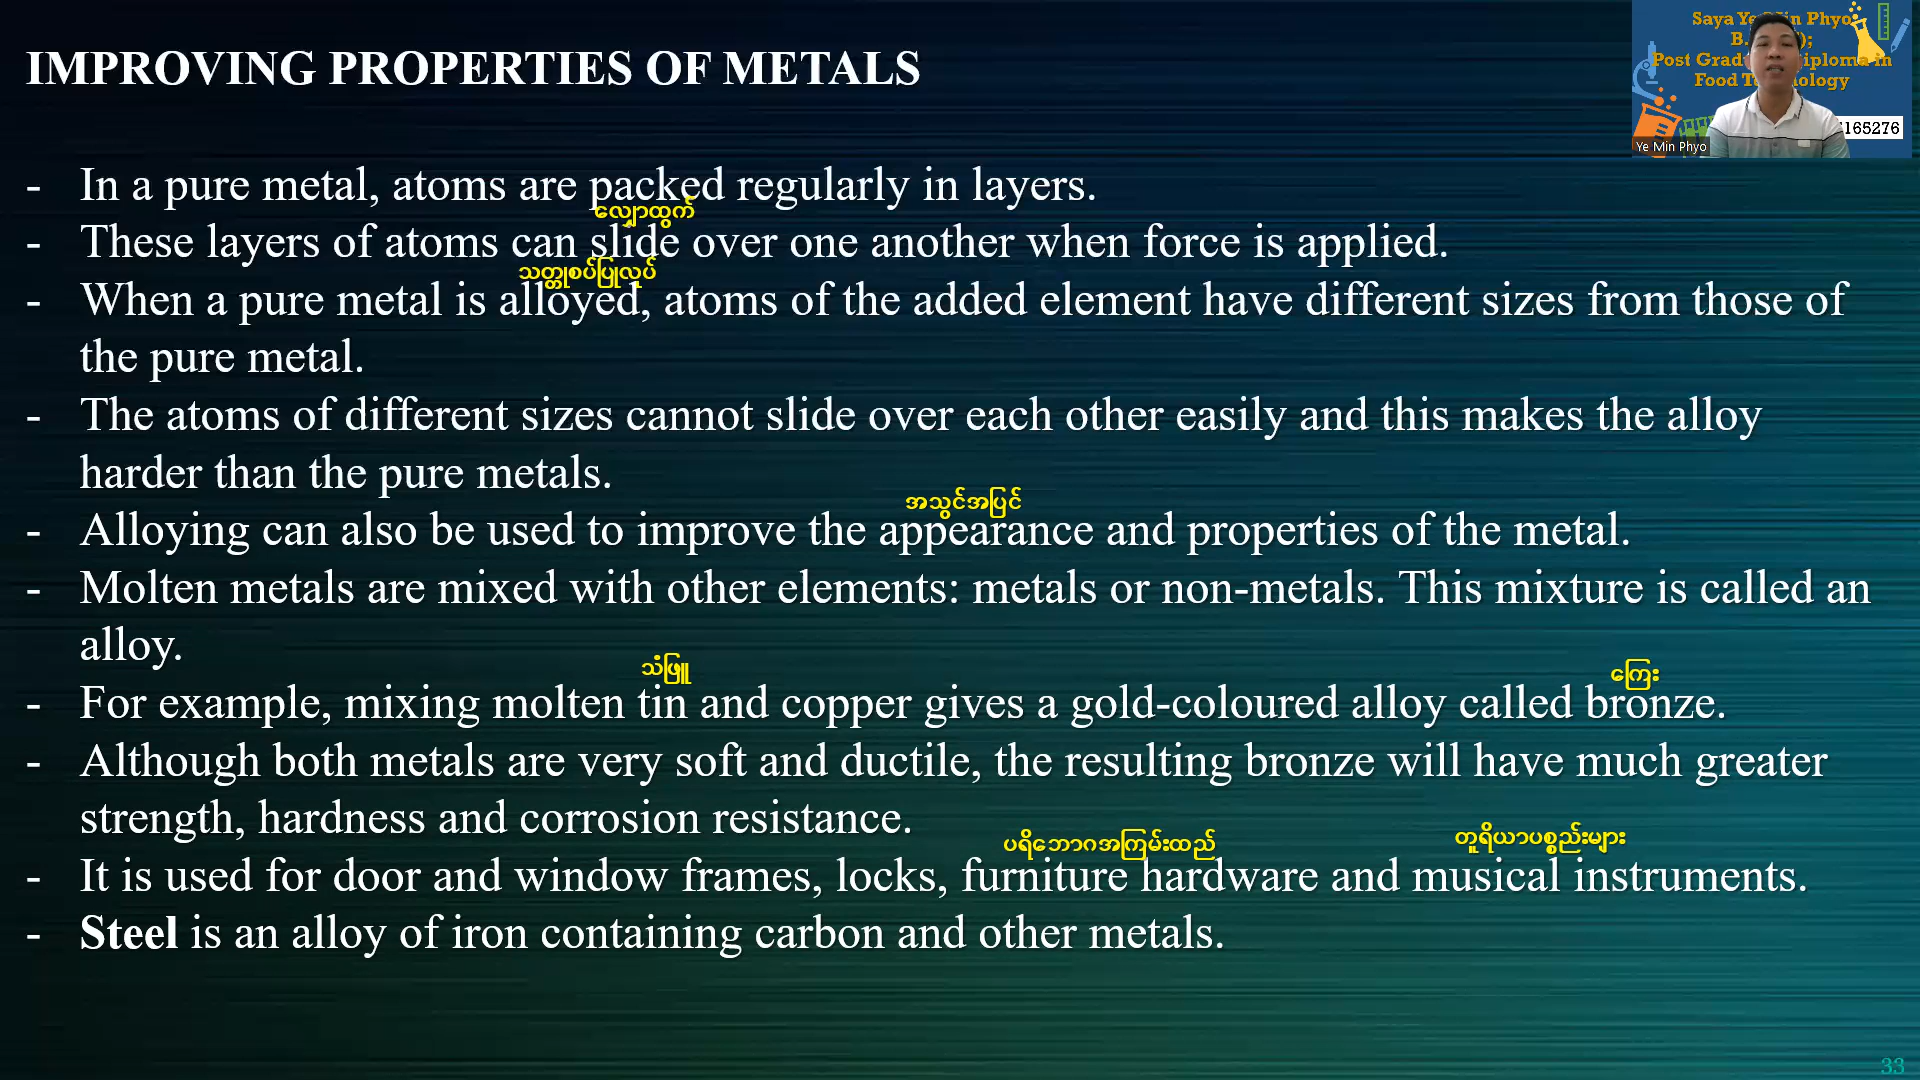 IMPROVING PROPERTIES OF METALS
Saya Ye Min Phyo
Post Grad
iploma in
Food T
nology
165276
Ye Min Phyo
- In a pure metal, atoms are packed regularly in layers.
လျှောထွက်
- These layers of atoms can slide over one another when force is applied.
သတ္တုစပ်ပြုလုပ်
- When a pure metal is alloyed, atoms of the added element have different sizes from those of
the pure metal.
- The atoms of different sizes cannot slide over each other easily and this makes the alloy
harder than the pure metals.
အသွင်အပြင်
- Alloying can also be used to improve the appearance and properties of the metal.
- Molten metals are mixed with other elements: metals or non-metals. This mixture is called an
alloy.
သံဖြူ ကြေး
- For example, mixing molten tin and copper gives a gold-coloured alloy called bronze.
- Although both metals are very soft and ductile, the resulting bronze will have much greater
strength, hardness and corrosion resistance.
ပရိဘောဂအကြမ်းထည် တူရိယာပစ္စည်းများ
- It is used for door and window frames, locks, furniture hardware and musical instruments.
- Steel is an alloy of iron containing carbon and other metals.
33